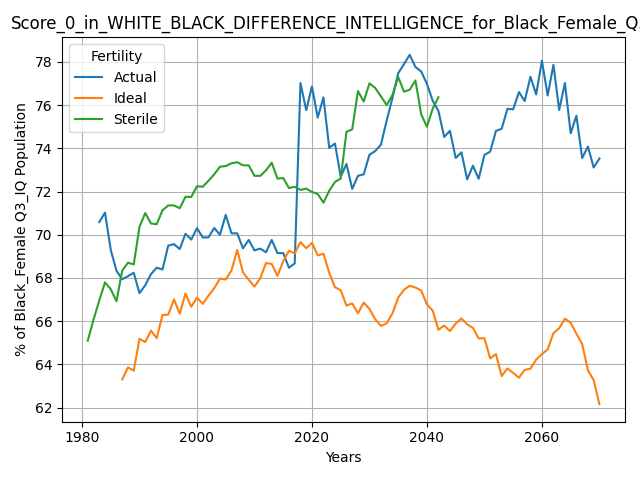 Score_0_in_WHITE_BLACK_DIFFERENCE_INTELLIGENCE_for_Black_Female_Q
Fertility
Actual
Ideal
Sterile
% of Black_Female Q3_IQ Population
78
76
74
72
70
68
66
64
62
1980
2000
2020
2040
2060
Years